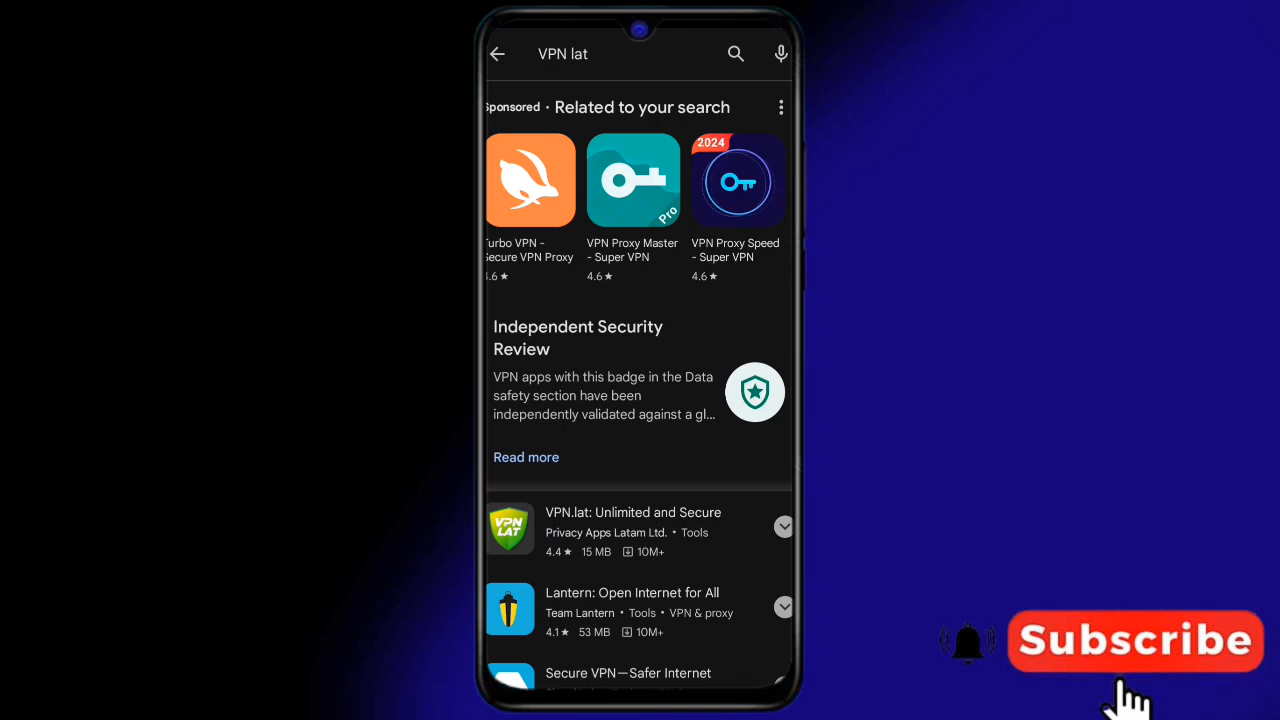 VPN lat
Sponsored · Related to your search
2024
Pro
Turbo VPN -
Secure VPN Proxy
4.6★
VPN Proxy Master
- Super VPN
4.6★
VPN Proxy Speed
- Super VPN
4.6★
Independent Security
Review
VPN apps with this badge in the Data
safety section have been
independently validated against a gl...
Read more
VPN LAT
VPN.lat: Unlimited and Secure
Privacy Apps Latam Ltd. • Tools
4.4★ 15 MB 10M+
Lantern: Open Internet for All
Team Lantern • Tools • VPN & proxy
4.1★ 53 MB 10M+
Secure VPN—Safer Internet
Subscribe